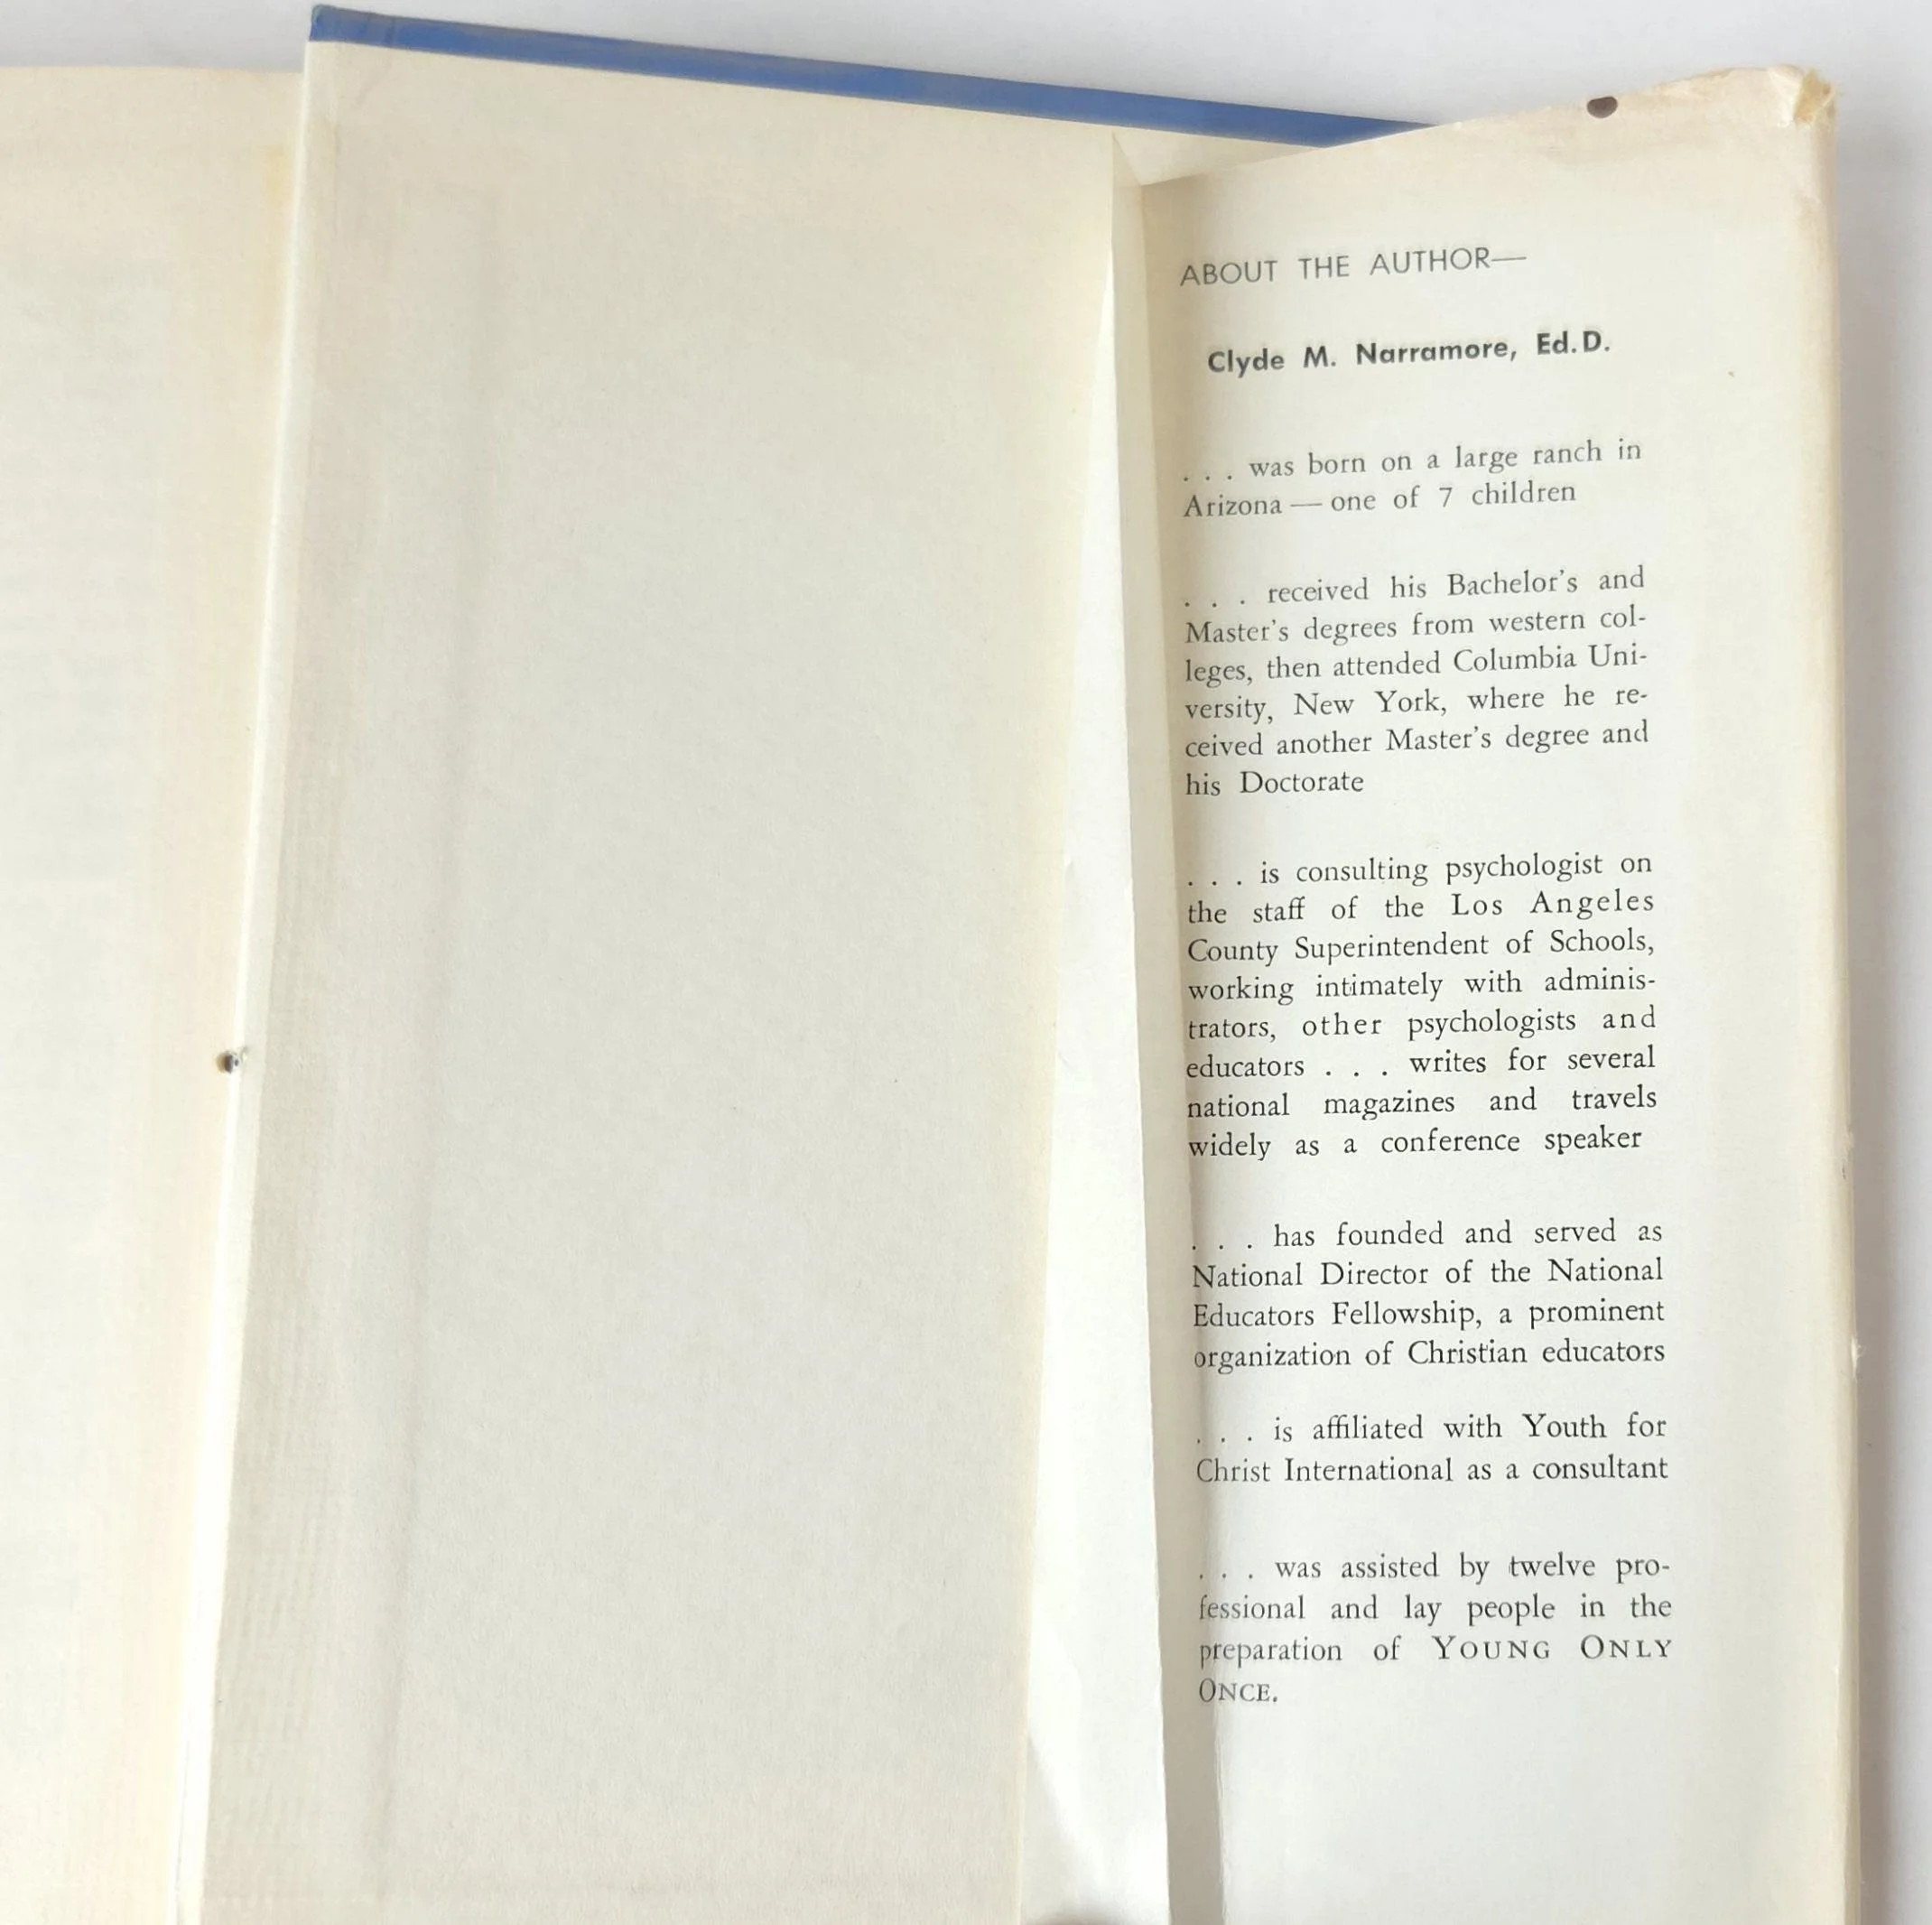 ABOUT THE AUTHOR—
Clyde M. Narramore, Ed.D.
. . . was born on a large ranch in
Arizona — one of 7 children
. . . received his Bachelor's and
Master's degrees from western col-
leges, then attended Columbia Uni-
versity, New York, where he re-
ceived another Master's degree and
his Doctorate
. . . is consulting psychologist on
the staff of the Los Angeles
County Superintendent of Schools,
working intimately with adminis-
trators, other psychologists and
educators . . . writes for several
national magazines and travels
widely as a conference speaker
. . . has founded and served as
National Director of the National
Educators Fellowship, a prominent
organization of Christian educators
. . . is affiliated with Youth for
Christ International as a consultant
. . . was assisted by twelve pro-
fessional and lay people in the
preparation of YOUNG ONLY
ONCE.